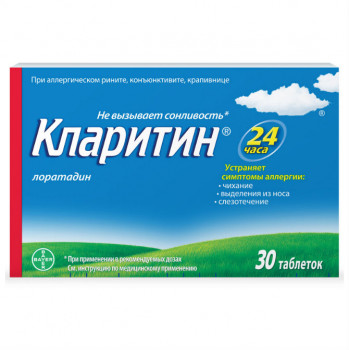 При аллергическом рините, конъюнктивите, крапивнице
Не вызывает сонливость*
Кларитин®
24
часа
лоратадин
Устраняет
симптомы аллергии:
• чихание
• выделения из носа
• слезотечение
®
BAYER
* При применении в рекомендуемых дозах
См. инструкцию по медицинскому применению
30 таблеток